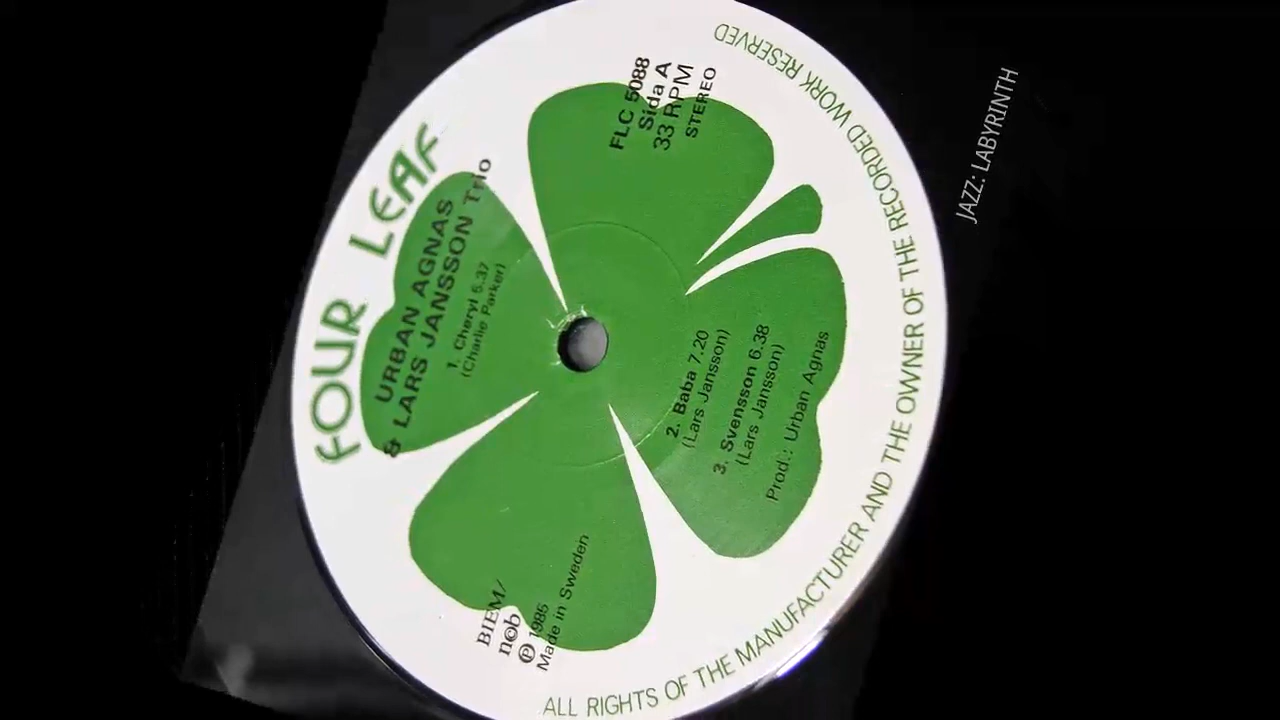 FOUR LEAF
URBAN AGNAS
& LARS JANSSON Trio
1. Cheryl 5.37
(Charlie Parker)
FLC 5088
Sida A
33 RPM
STEREO
BIEM/
ncb
℗ 1985
Made in Sweden
2. Baba 7.20
(Lars Jansson)
3. Svensson 6.38
(Lars Jansson)
Prod.: Urban Agnas
ALL RIGHTS OF THE MANUFACTURER AND THE OWNER OF THE RECORDED WORK RESERVED
JAZZ: LABYRINTH